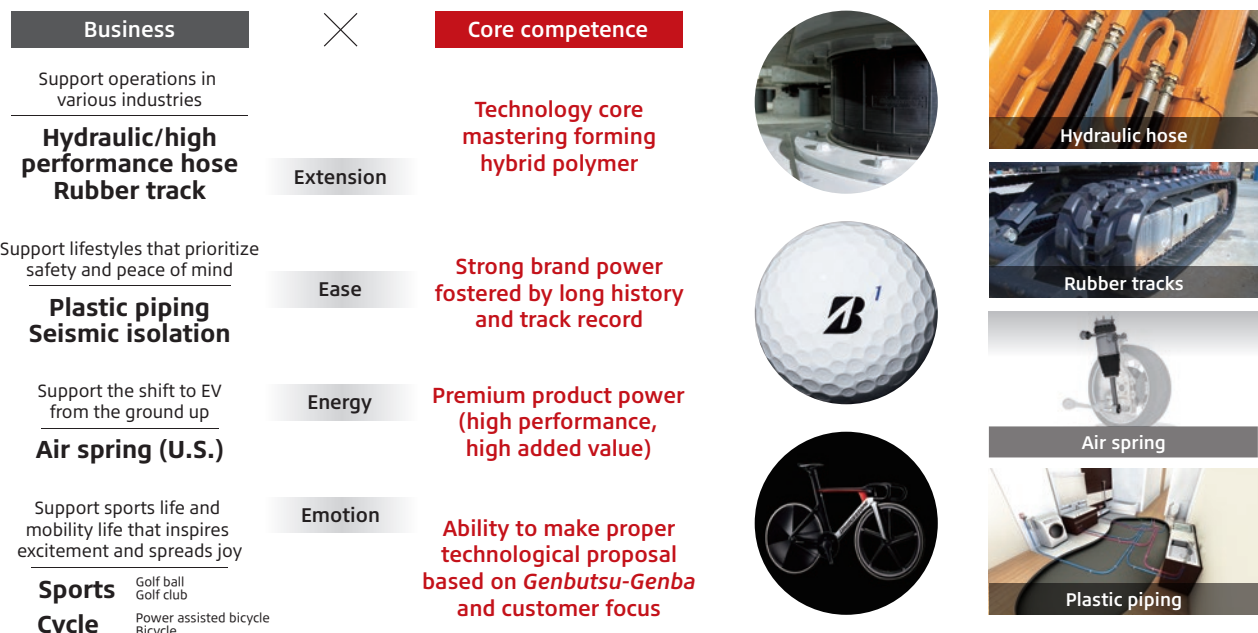 Business
Support operations in
various industries
Hydraulic/high
performance hose
Rubber track
Support lifestyles that prioritize
safety and peace of mind
Plastic piping
Seismic isolation
Support the shift to EV
from the ground up
Air spring (U.S.)
Support sports life and
mobility life that inspires
excitement and spreads joy
Sports
Golf ball
Golf club
Cycle
Power assisted bicycle
Bicycle
Extension
Ease
Energy
Emotion
Core competence
Technology core
mastering forming
hybrid polymer
Strong brand power
fostered by long history
and track record
Premium product power
(high performance,
high added value)
Ability to make proper
technological proposal
based on Genbutsu-Genba
and customer focus
B
1
Hydraulic hose
Rubber tracks
Air spring
Plastic piping